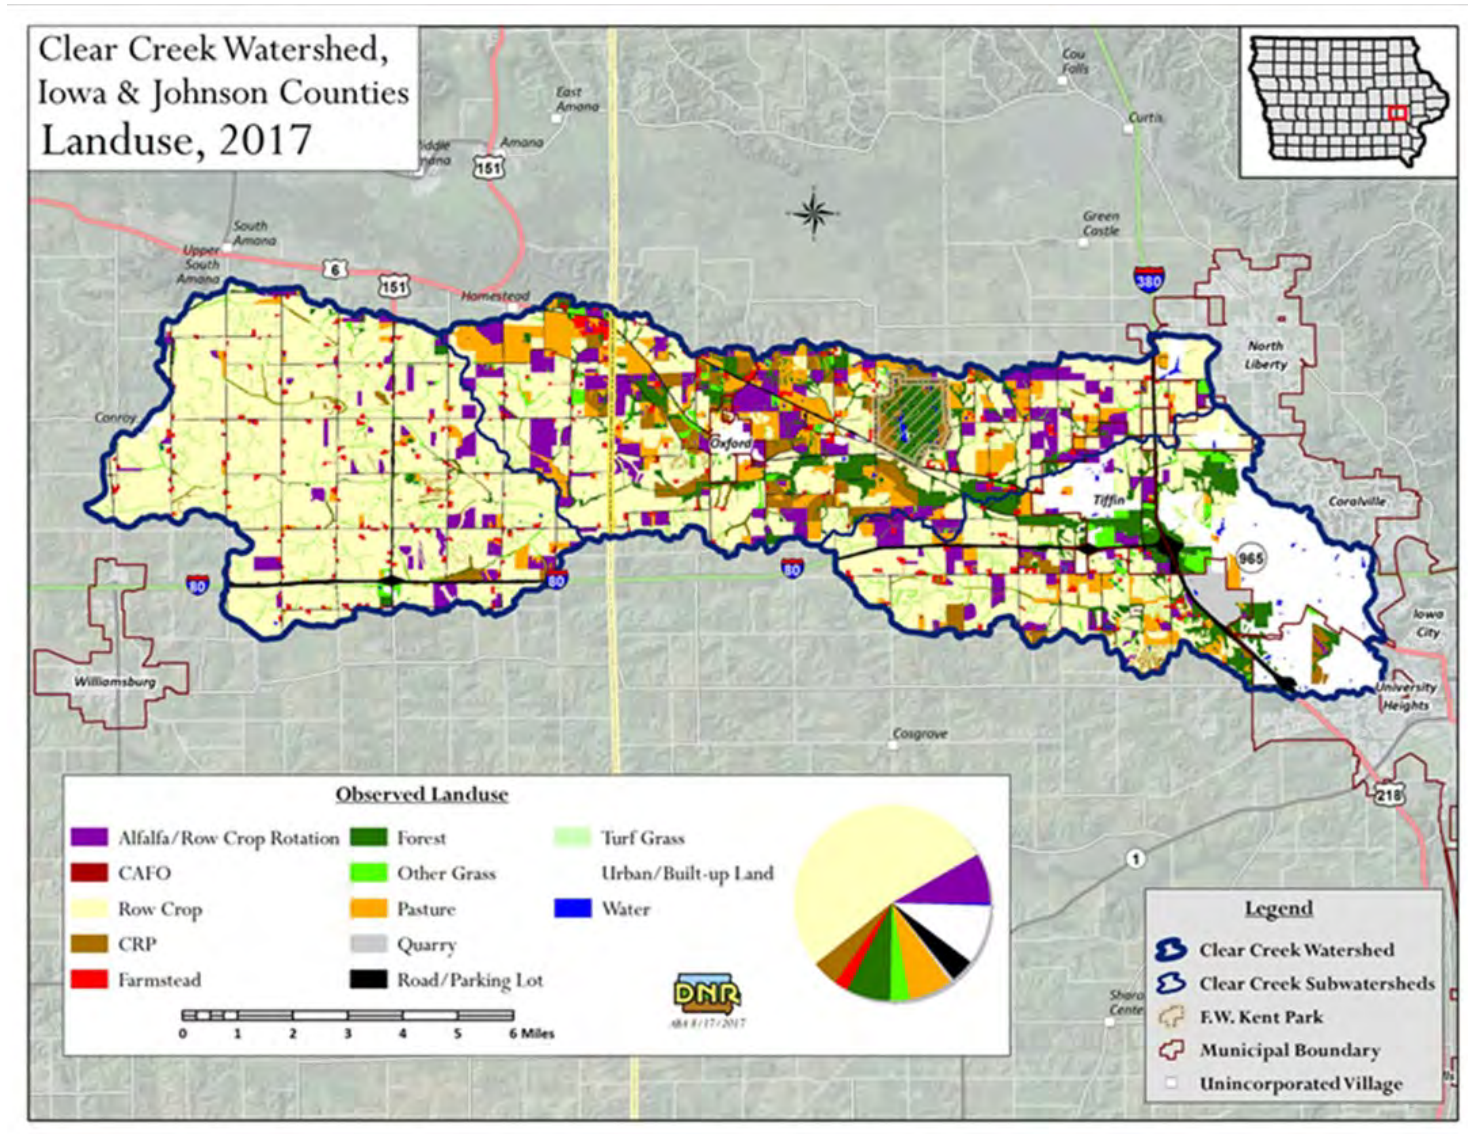 Clear Creek Watershed,
Iowa & Johnson Counties
Landuse, 2017
East
Amana
Amana
151
Cou
Falls
Curtis
South
Amana
Upper
South
Amana
6
151
Homestead
Green
Castle
380
North
Liberty
Conroy
Oxford
Tiffin
Coralville
965
80
80
80
Iowa
City
Williamsburg
University
Heights
Cosgrove
218
1
Observed Landuse
Alfalfa/Row Crop Rotation
CAFO
Row Crop
CRP
Farmstead
Forest
Other Grass
Pasture
Quarry
Road/Parking Lot
Turf Grass
Urban/Built-up Land
Water
DNR
0 1 2 3 4 5 6 Miles
Legend
Clear Creek Watershed
Clear Creek Subwatersheds
F.W. Kent Park
Municipal Boundary
Unincorporated Village